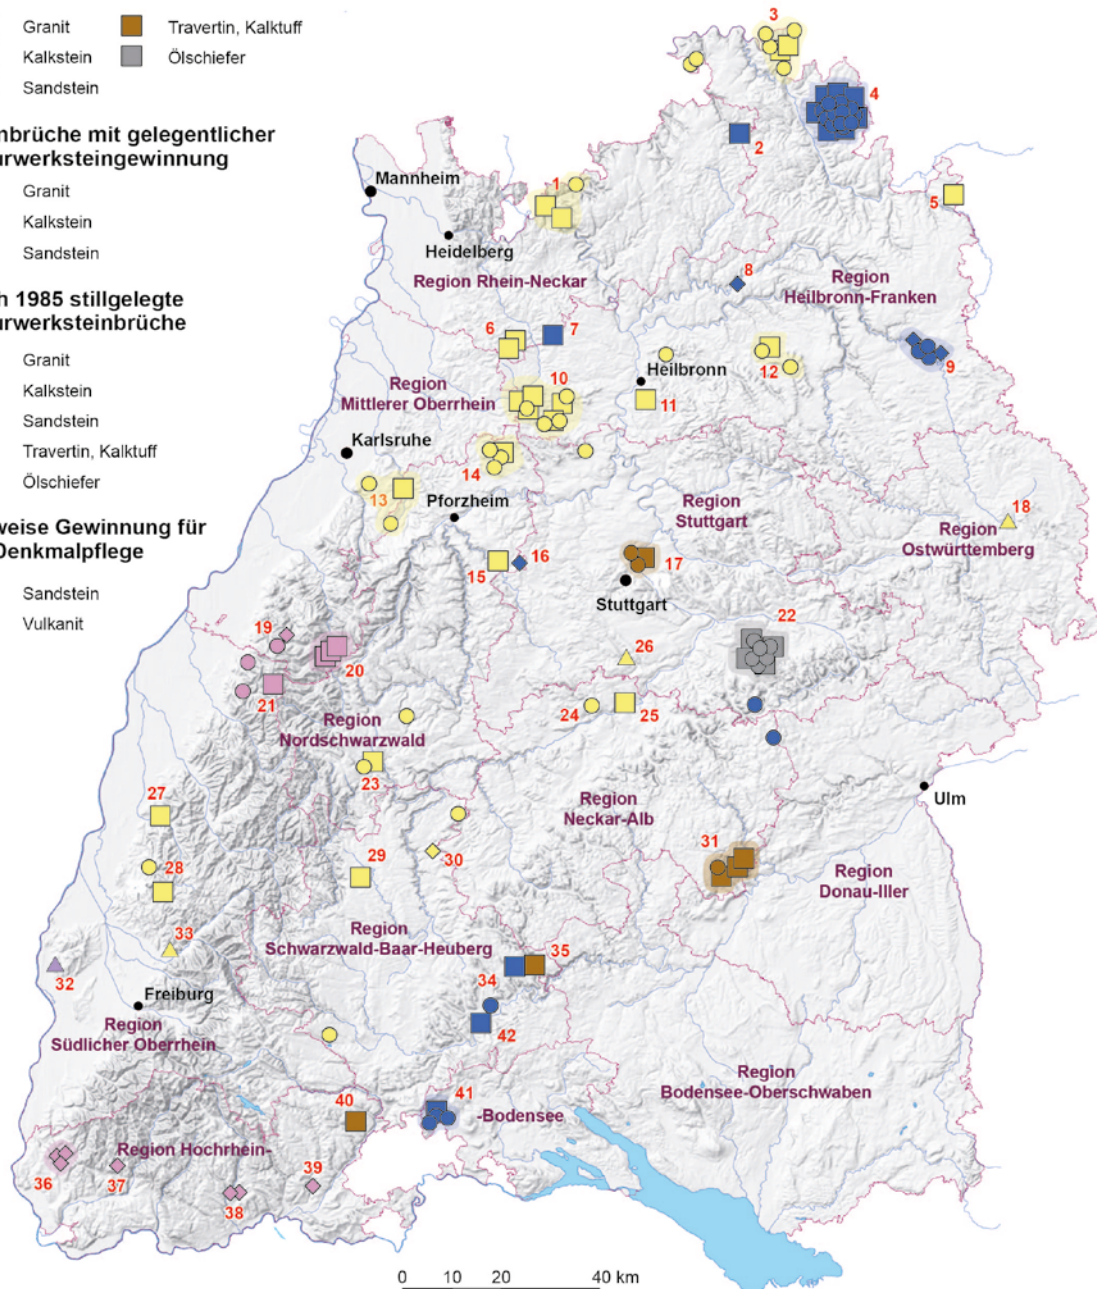 Granit
Travertin, Kalktuff
Kalkstein
Ölschiefer
Sandstein
nbrüche mit gelegentlicher
urwerksteingewinnung
Granit
Kalkstein
Sandstein
h 1985 stillgelegte
urwerksteinbrüche
Granit
Kalkstein
Sandstein
Travertin, Kalktuff
Ölschiefer
weise Gewinnung für
Denkmalpflege
Sandstein
Vulkanit
3
4
2
Mannheim
1
5
Heidelberg
Region Rhein-Neckar
8
Region
Heilbronn-Franken
6
7
9
Heilbronn
12
10
Region
Mittlerer Oberrhein
11
Karlsruhe
14
13
Pforzheim
Region
Stuttgart
18
Region
Ostwürttemberg
15
16
17
Stuttgart
19
20
21
22
26
24
25
Region
Nordschwarzwald
23
27
Region
Neckar-Alb
Ulm
28
29
30
31
Region
Donau-Iller
Region
Schwarzwald-Baar-Heuberg
33
32
35
34
Freiburg
42
Region
Südlicher Oberrhein
Region
Bodensee-Oberschwaben
40
41
-Bodensee
Region Hochrhein-
36
37
38
39
0 10 20 40 km